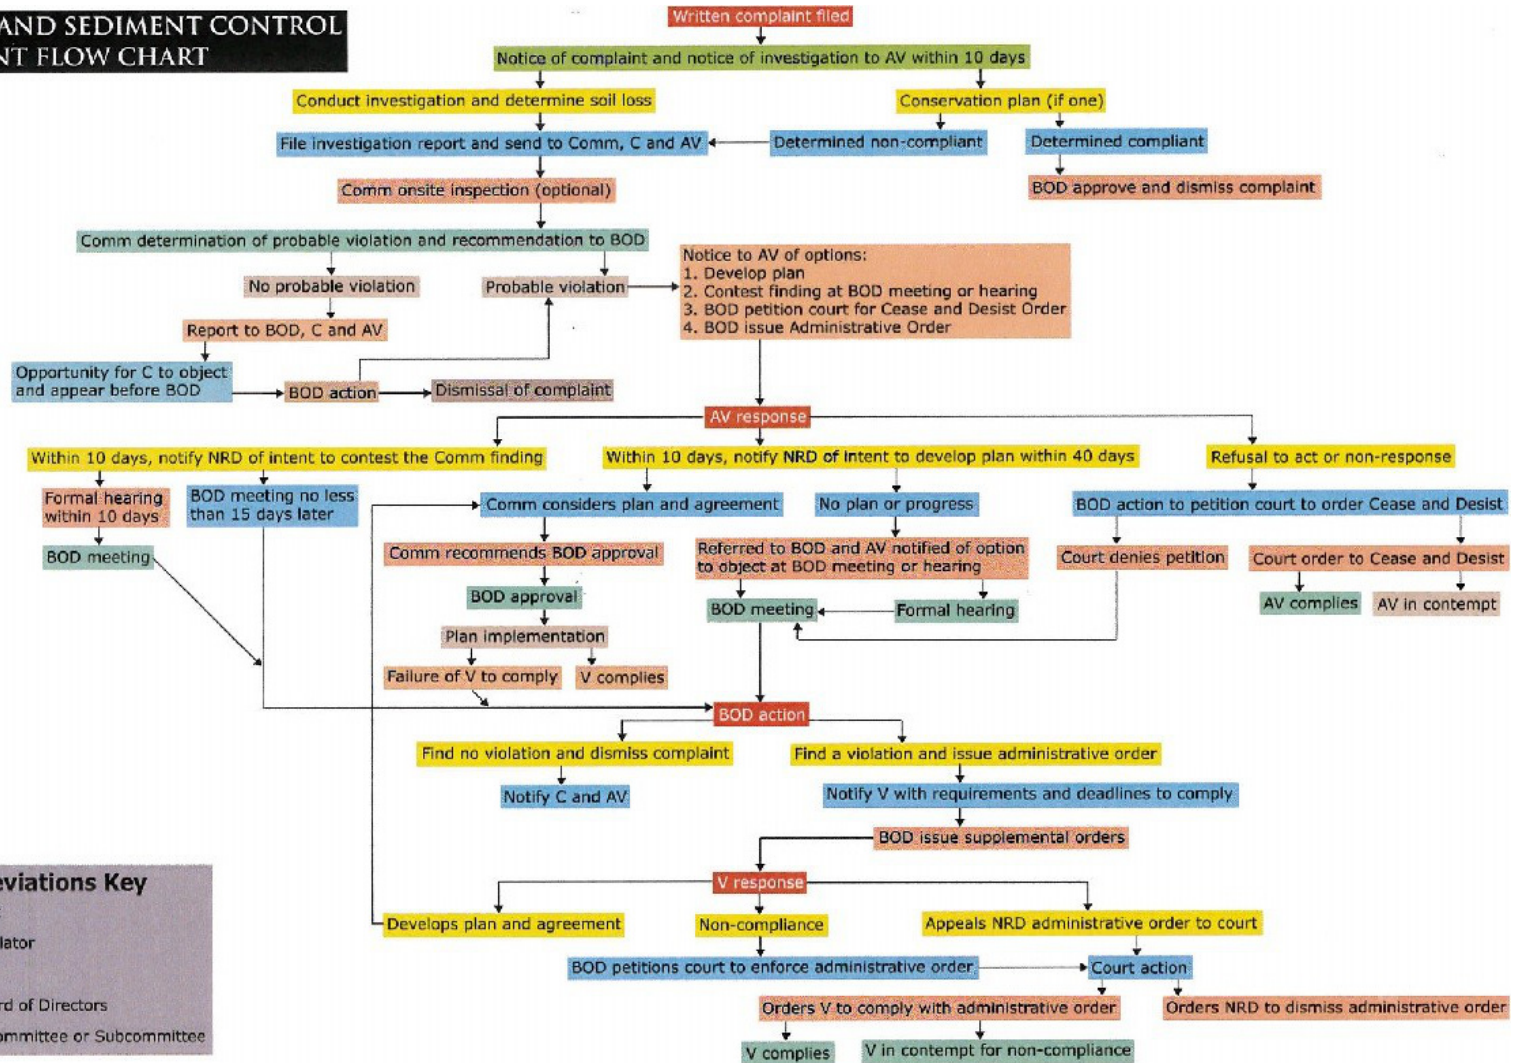 AND SEDIMENT CONTROL
NT FLOW CHART
Written complaint filed
Notice of complaint and notice of investigation to AV within 10 days
Conduct investigation and determine soil loss
Conservation plan (if one)
File investigation report and send to Comm, C and AV
Determined non-compliant
Determined compliant
Comm onsite inspection (optional)
BOD approve and dismiss complaint
Comm determination of probable violation and recommendation to BOD
Notice to AV of options:
1. Develop plan
2. Contest finding at BOD meeting or hearing
3. BOD petition court for Cease and Desist Order
4. BOD issue Administrative Order
No probable violation
Probable violation
Report to BOD, C and AV
Opportunity for C to object
and appear before BOD
BOD action
Dismissal of complaint
AV response
Within 10 days, notify NRD of intent to contest the Comm finding
Within 10 days, notify NRD of intent to develop plan within 40 days
Refusal to act or non-response
Formal hearing
within 10 days
BOD meeting no less
than 15 days later
Comm considers plan and agreement
No plan or progress
BOD action to petition court to order Cease and Desist
BOD meeting
Comm recommends BOD approval
Referred to BOD and AV notified of option
to object at BOD meeting or hearing
Court denies petition
Court order to Cease and Desist
BOD approval
BOD meeting
Formal hearing
AV complies
AV in contempt
Plan implementation
Failure of V to comply
V complies
BOD action
Find no violation and dismiss complaint
Find a violation and issue administrative order
Notify C and AV
Notify V with requirements and deadlines to comply
BOD issue supplemental orders
V response
Develops plan and agreement
Non-compliance
Appeals NRD administrative order to court
BOD petitions court to enforce administrative order
Court action
Orders V to comply with administrative order
Orders NRD to dismiss administrative order
V complies
V in contempt for non-compliance
eviations Key
lator
rd of Directors
ommittee or Subcommittee